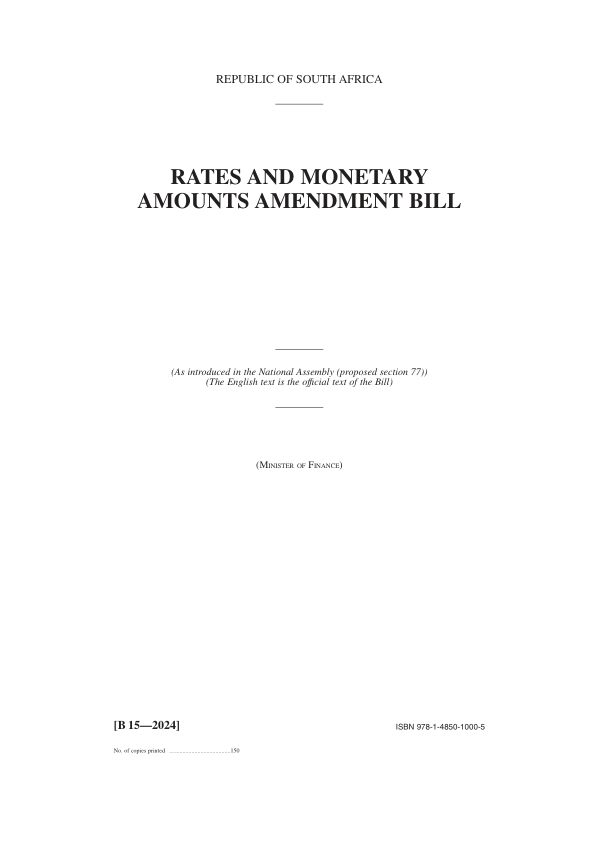 REPUBLIC OF SOUTH AFRICA
RATES AND MONETARY
AMOUNTS AMENDMENT BILL
(As introduced in the National Assembly (proposed section 77))
(The English text is the official text of the Bill)
(Minister of Finance)
[B 15—2024]
ISBN 978-1-4850-1000-5
No. of copies printed .........................................150